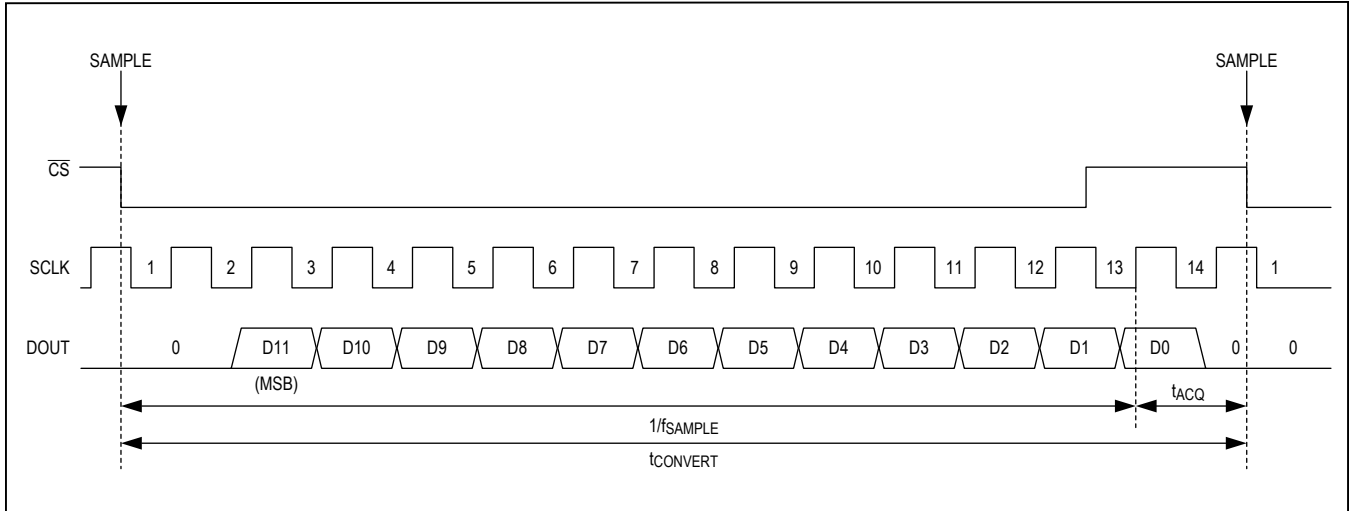 SAMPLE SAMPLE
CS
SCLK 1 2 3 4 5 6 7 8 9 10 11 12 13 14 1
DOUT 0 D11 D10 D9 D8 D7 D6 D5 D4 D3 D2 D1 D0 0 0
(MSB)
tACQ
1/fSAMPLE
tCONVERT